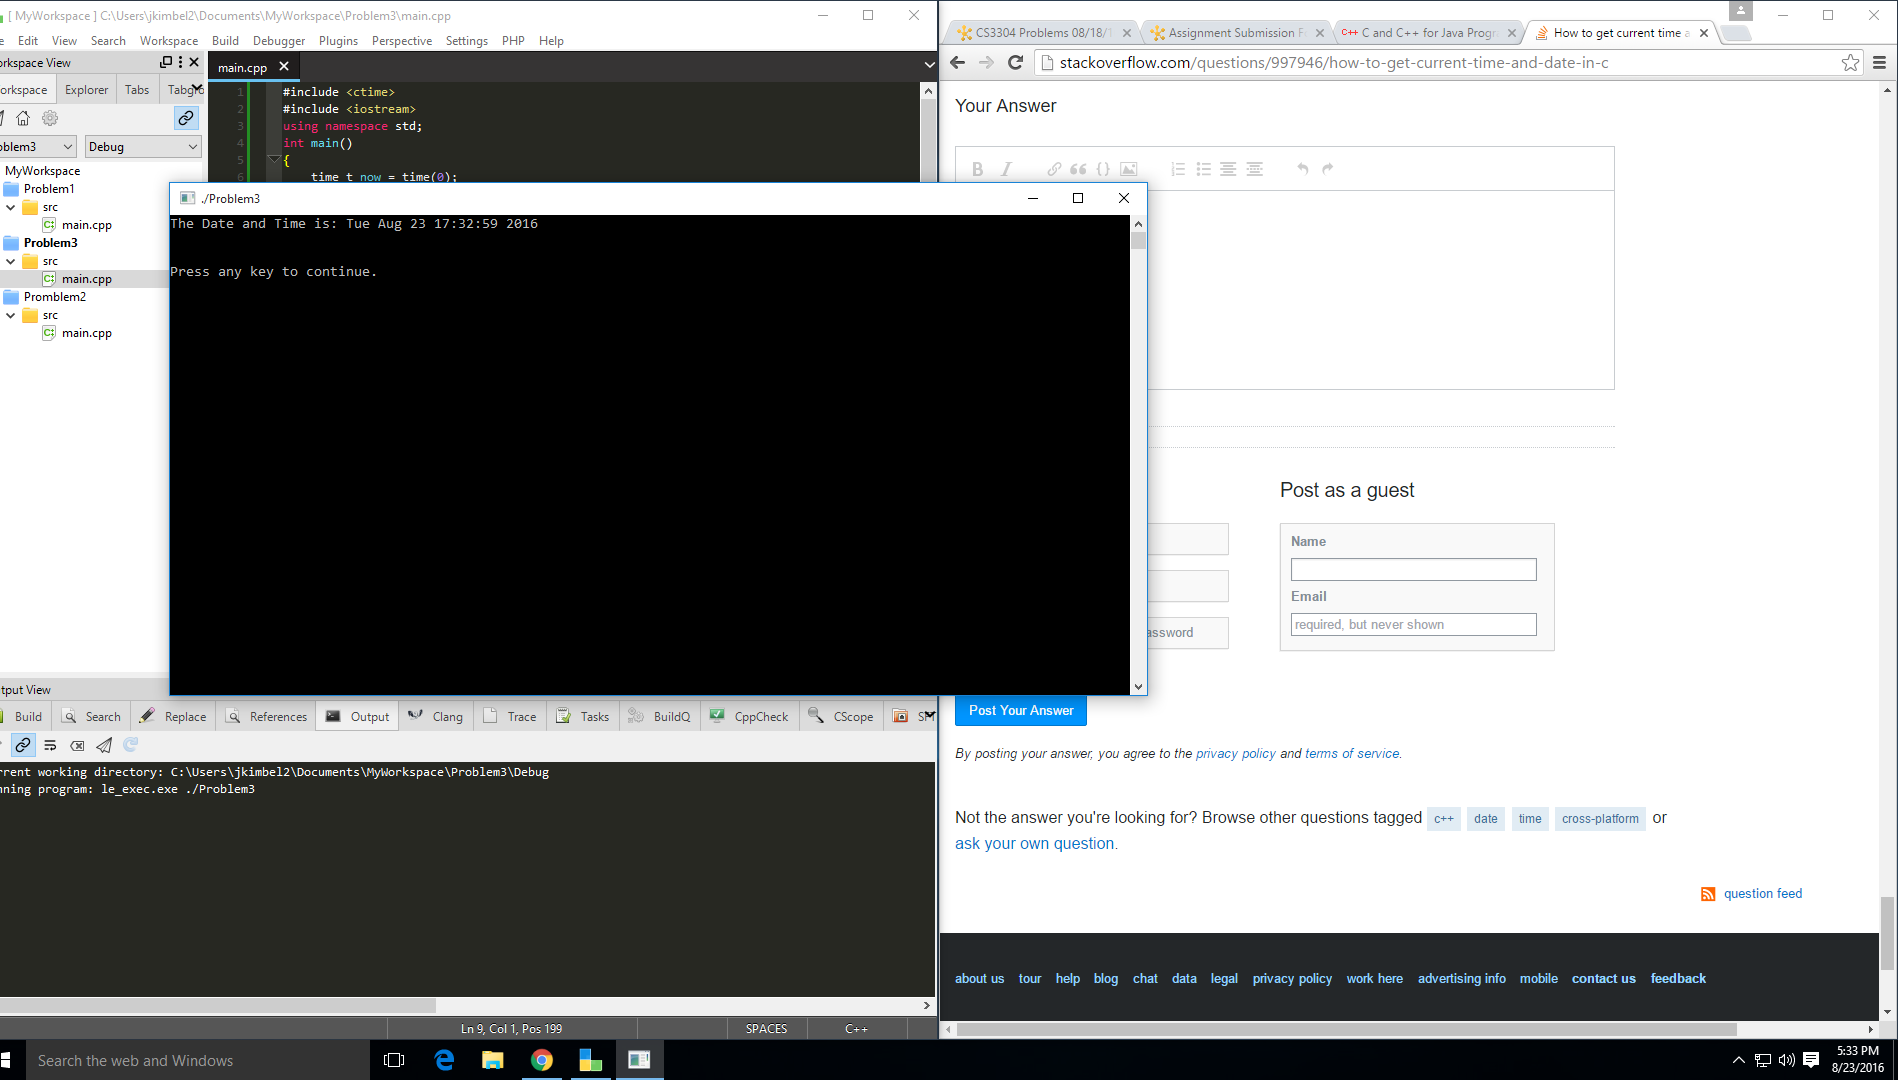 [ MyWorkspace ] C:\Users\jkimbel2\Documents\MyWorkspace\Problem3\main.cpp
Edit View Search Workspace Build Debugger Plugins Perspective Settings PHP Help
orkspace View
orkspace Explorer Tabs Tabgro
oblem3 Debug
MyWorkspace
Problem1
src
main.cpp
Problem3
src
main.cpp
Promblem2
src
main.cpp
main.cpp
1 #include <ctime>
2 #include <iostream>
3 using namespace std;
4 int main()
5 {
6 time_t now = time(0);
./Problem3
The Date and Time is: Tue Aug 23 17:32:59 2016
Press any key to continue.
tput View
Build Search Replace References Output Clang Trace Tasks BuildQ CppCheck CScope
rrent working directory: C:\Users\jkimbel2\Documents\MyWorkspace\Problem3\Debug
nning program: le_exec.exe ./Problem3
Ln 9, Col 1, Pos 199 SPACES C++
CS3304 Problems 08/18/1 Assignment Submission F C and C++ for Java Progr How to get current time a
stackoverflow.com/questions/997946/how-to-get-current-time-and-date-in-c
Your Answer
B I
Post as a guest
Name
Email
required, but never shown
assword
Post Your Answer
By posting your answer, you agree to the privacy policy and terms of service.
Not the answer you're looking for? Browse other questions tagged c++ date time cross-platform or
ask your own question.
question feed
about us tour help blog chat data legal privacy policy work here advertising info mobile contact us feedback
Search the web and Windows
5:33 PM
8/23/2016